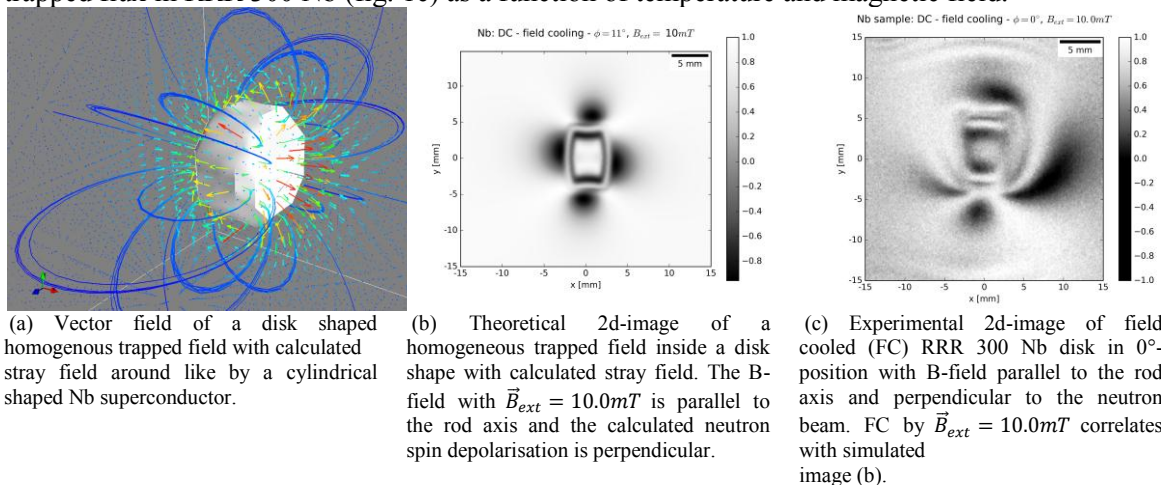 trapped flux in RRR 300 Nb (fig. 1c) as a function of temperature and magnetic field.
Nb: DC - field cooling - ϕ = 11°, B_ext = 10mT
5 mm
1.0
0.8
0.6
0.4
0.2
0.0
−0.2
−0.4
−0.6
−0.8
10
5
0
-5
-10
-15
y [mm]
-15 -10 -5 0 5 10 15
x [mm]
Nb sample: DC - field cooling - ϕ=0°, B_ext = 10.0mT
5 mm
1.0
0.8
0.6
0.4
0.2
0.0
−0.2
−0.4
−0.6
−0.8
−1.0
15
10
5
0
-5
-10
-15
y [mm]
-15 -10 -5 0 5 10 15
x [mm]
(a) Vector field of a disk shaped
homogenous trapped field with calculated
stray field around like by a cylindrical
shaped Nb superconductor.
(b) Theoretical 2d-image of a
homogeneous trapped field inside a disk
shape with calculated stray field. The B-
field with B⃗_ext = 10.0mT is parallel to
the rod axis and the calculated neutron
spin depolarisation is perpendicular.
(c) Experimental 2d-image of field
cooled (FC) RRR 300 Nb disk in 0°-
position with B-field parallel to the rod
axis and perpendicular to the neutron
beam. FC by B⃗_ext = 10.0mT correlates
with simulated
image (b).